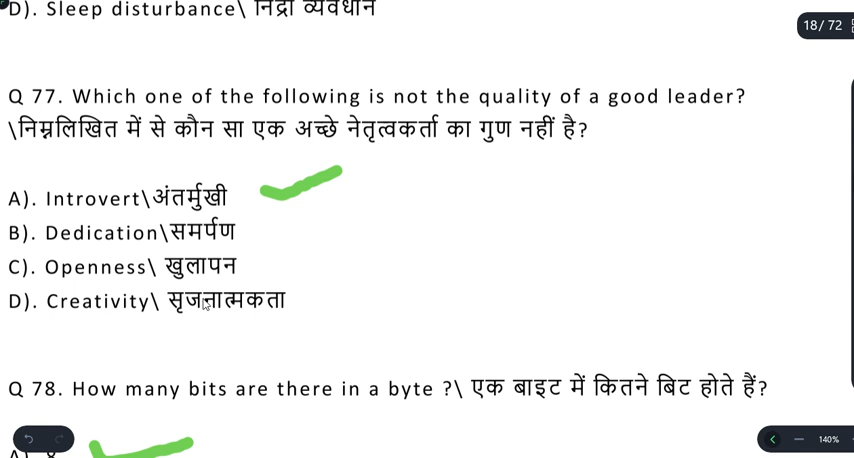 D). Sleep disturbance\ निद्रा व्यवधान
18/ 72
Q 77. Which one of the following is not the quality of a good leader?
\निम्नलिखित में से कौन सा एक अच्छे नेतृत्वकर्ता का गुण नहीं है?
A). Introvert\अंतर्मुखी
B). Dedication\समर्पण
C). Openness\ खुलापन
D). Creativity\ सृजनात्मकता
Q 78. How many bits are there in a byte ?\ एक बाइट में कितने बिट होते हैं?
140%